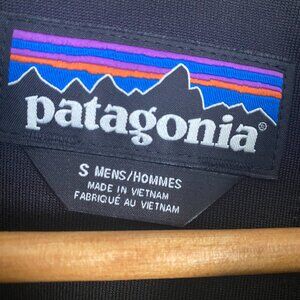 patagonia®
S MENS/HOMMES
MADE IN VIETNAM
FABRIQUÉ AU VIETNAM